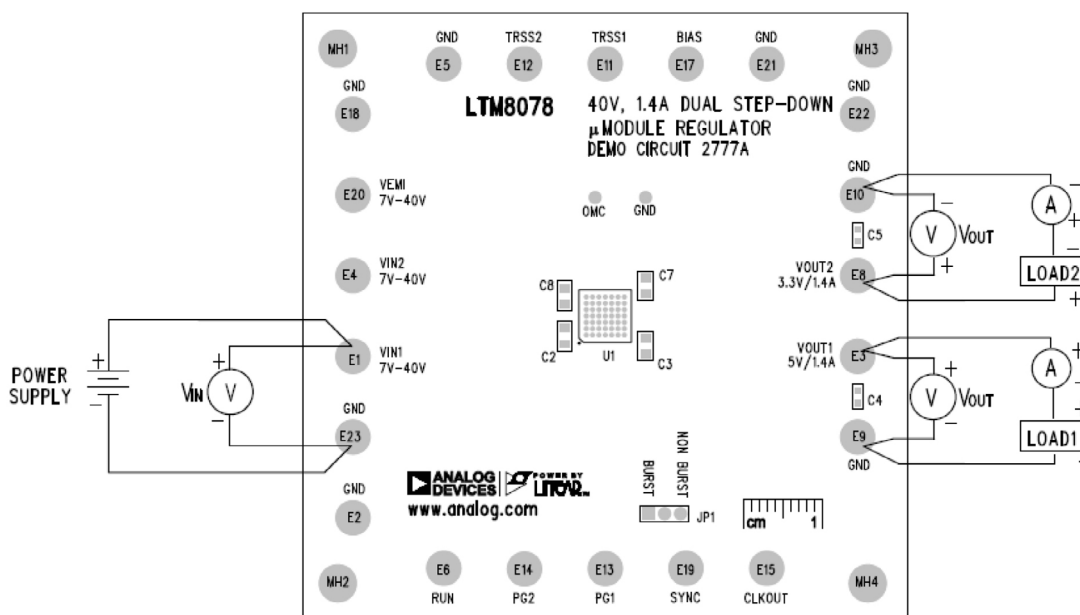 MH1
GND
E5
TRSS2
E12
TRSS1
E11
BIAS
E17
GND
E21
MH3
GND
E18
LTM8078
40V, 1.4A DUAL STEP-DOWN
µMODULE REGULATOR
DEMO CIRCUIT 2777A
GND
E22
E20
VEMI
7V-40V
OMC
GND
GND
E10
C5
- V +
VOUT
- A +
- LOAD2 +
E4
VIN2
7V-40V
VOUT2
3.3V/1.4A
E8
C8
C7
C2
C3
U1
POWER
SUPPLY
+
-
VIN
+ V -
E1
VIN1
7V-40V
GND
E23
VOUT1
5V/1.4A
E3
C4
+ V -
VOUT
+ A -
+ LOAD1 -
E9
GND
GND
E2
ANALOG
DEVICES
POWER BY
LINEAR™
www.analog.com
BURST
NON BURST
JP1
cm 1
MH2
E6
RUN
E14
PG2
E13
PG1
E19
SYNC
E15
CLKOUT
MH4